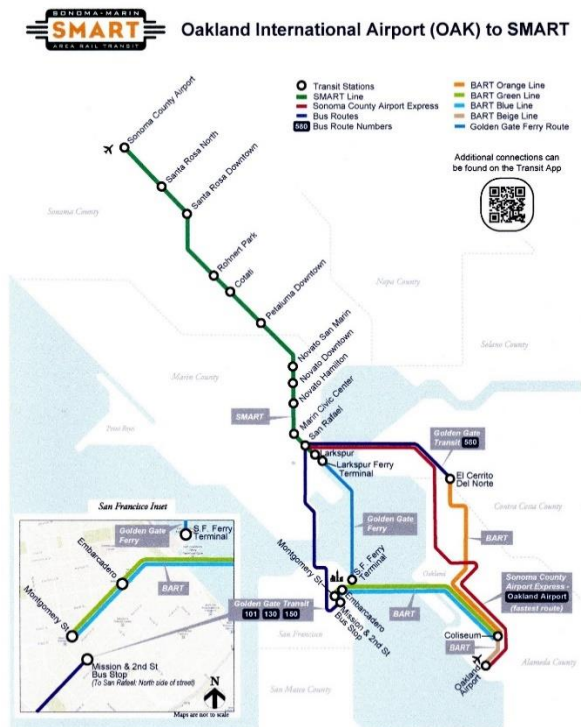 SONOMA-MARIN
SMART
AREA RAIL TRANSIT
Oakland International Airport (OAK) to SMART
Transit Stations
SMART Line
Sonoma County Airport Express
Bus Routes
580 Bus Route Numbers
BART Orange Line
BART Green Line
BART Blue Line
BART Beige Line
Golden Gate Ferry Route
Additional connections can
be found on the Transit App
Sonoma County Airport
Santa Rosa North
Santa Rosa Downtown
Sonoma County
Rohnert Park
Cotati
Petaluma Downtown
Napa County
Solano County
Novato San Marin
Novato Downtown
Novato Hamilton
Marin County
SMART
Marin Civic Center
San Rafael
Larkspur
Larkspur Ferry
Terminal
Golden Gate
Transit 580
El Cerrito
Del Norte
Contra Costa County
BART
Golden Gate
Ferry
S.F. Ferry
Terminal
Montgomery St
Embarcadero
Mission & 2nd St
Bus Stop
BART
Oakland
Sonoma County
Airport Express -
Oakland Airport
(fastest route)
Coliseum
BART
Oakland
Airport
Alameda County
San Francisco
San Mateo County
San Francisco Inset
Golden Gate
Ferry
S.F. Ferry
Terminal
Embarcadero
BART
Montgomery St
Golden Gate Transit
101 130 150
Mission & 2nd St
Bus Stop
(To San Rafael: North side of street)
N
Maps are not to scale